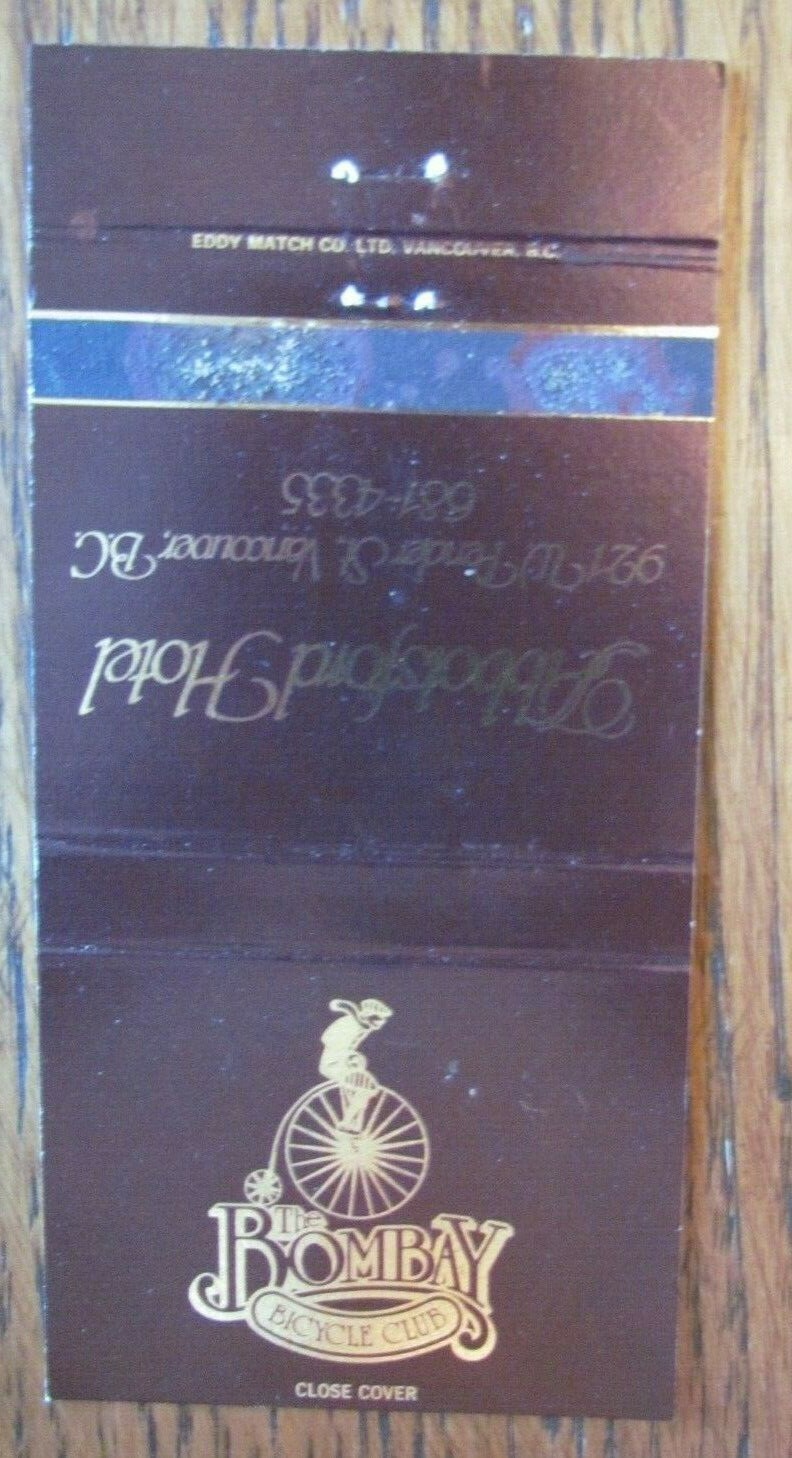 EDDY MATCH CO. LTD. VANCOUVER, B.C.
Abbotsford Hotel
921 W. Pender St. Vancouver, B.C.
681-4335
The
BOMBAY
BICYCLE CLUB
CLOSE COVER